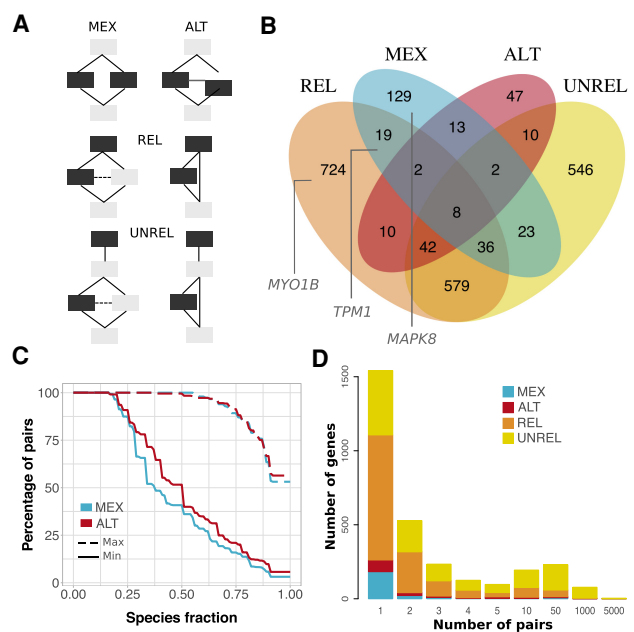 A
MEX
ALT
REL
UNREL
B
MEX
ALT
REL
UNREL
129
47
19
13
10
724
2
2
546
8
10
42
36
23
579
MYO1B
TPM1
MAPK8
C
100
75
50
25
0
Percentage of pairs
MEX
ALT
Max
Min
0.00
0.25
0.50
0.75
1.00
Species fraction
D
1500
1000
500
0
Number of genes
MEX
ALT
REL
UNREL
1
2
3
4
5
10
50
1000
5000
Number of pairs